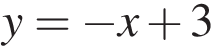 y = −x + 3